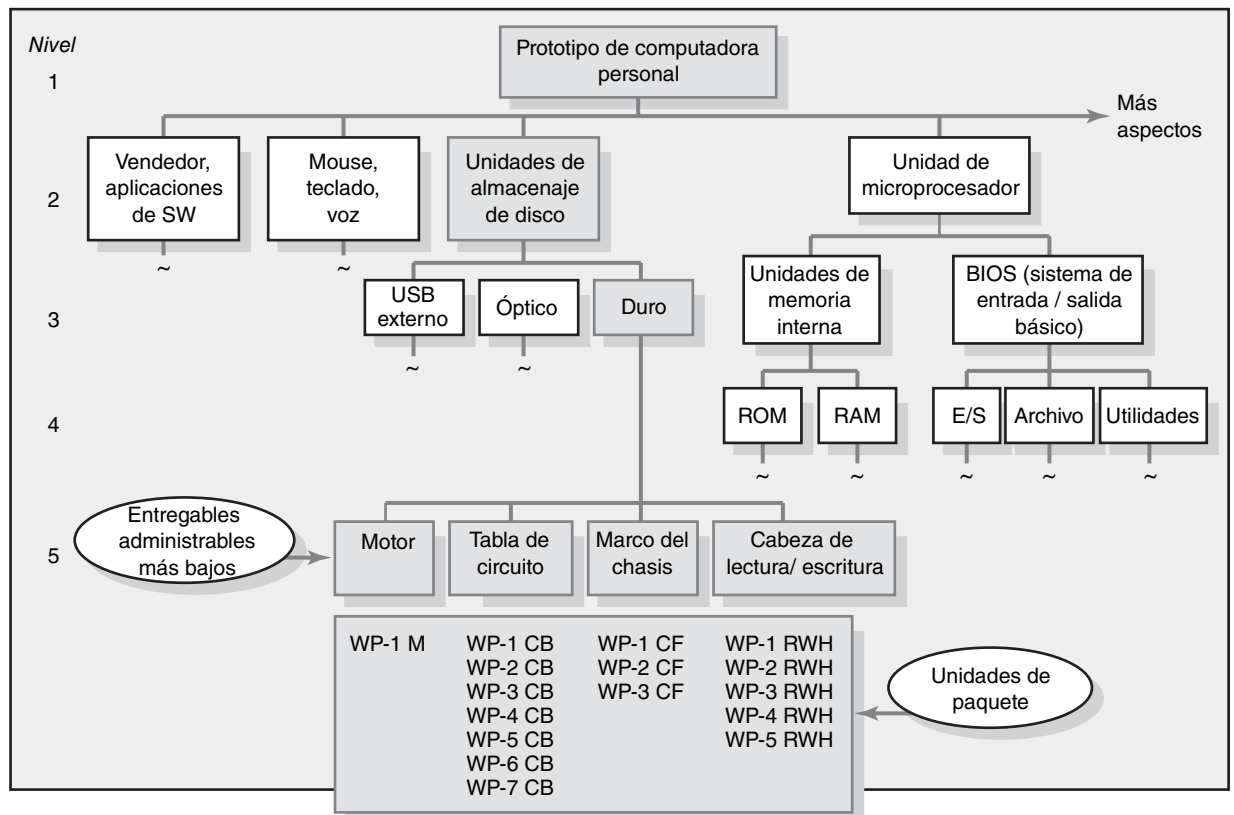 Nivel
1
Prototipo de computadora
personal
Más
aspectos
2
Vendedor,
aplicaciones
de SW
Mouse,
teclado,
voz
Unidades de
almacenaje
de disco
Unidad de
microprocesador
~
~
3
USB
externo
Óptico
Duro
Unidades de
memoria
interna
BIOS (sistema de
entrada / salida
básico)
~
~
4
ROM
RAM
E/S
Archivo
Utilidades
~
~
~
~
~
Entregables
administrables
más bajos
5
Motor
Tabla de
circuito
Marco del
chasis
Cabeza de
lectura/ escritura
WP-1 M
WP-1 CB
WP-2 CB
WP-3 CB
WP-4 CB
WP-5 CB
WP-6 CB
WP-7 CB
WP-1 CF
WP-2 CF
WP-3 CF
WP-1 RWH
WP-2 RWH
WP-3 RWH
WP-4 RWH
WP-5 RWH
Unidades de
paquete